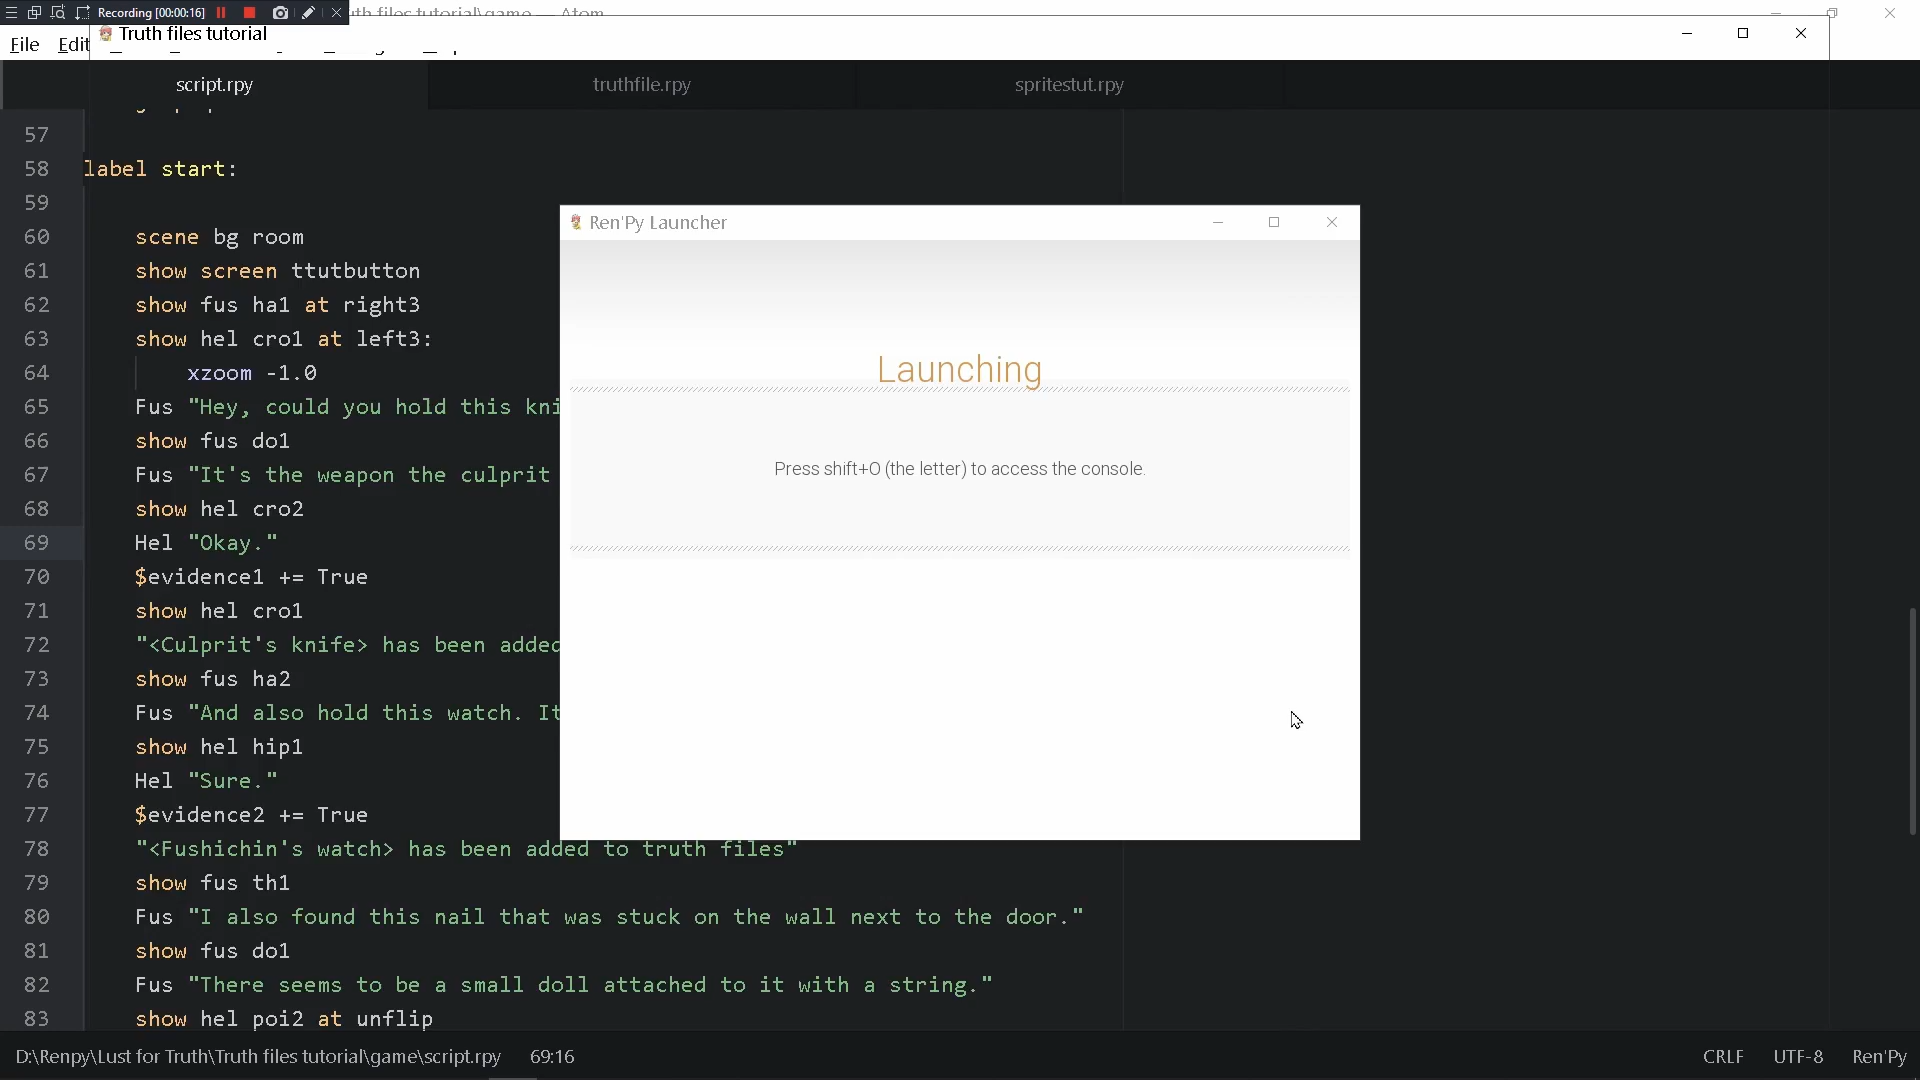 Recording [00:00:16]
uth files tutorial\game — Atom
Truth files tutorial
File Edit
script.rpy truthfile.rpy spritestut.rpy
57
58 label start:
59
60 scene bg room
61 show screen ttutbutton
62 show fus ha1 at right3
63 show hel cro1 at left3:
64 xzoom -1.0
65 Fus "Hey, could you hold this kni
66 show fus do1
67 Fus "It's the weapon the culprit
68 show hel cro2
69 Hel "Okay."
70 $evidence1 += True
71 show hel cro1
72 "<Culprit's knife> has been added
73 show fus ha2
74 Fus "And also hold this watch. It
75 show hel hip1
76 Hel "Sure."
77 $evidence2 += True
78 "<Fushichin's watch> has been added to truth files"
79 show fus th1
80 Fus "I also found this nail that was stuck on the wall next to the door."
81 show fus do1
82 Fus "There seems to be a small doll attached to it with a string."
83 show hel poi2 at unflip
Ren'Py Launcher
Launching
Press shift+O (the letter) to access the console.
D:\Renpy\Lust for Truth\Truth files tutorial\game\script.rpy 69:16 CRLF UTF-8 Ren'Py